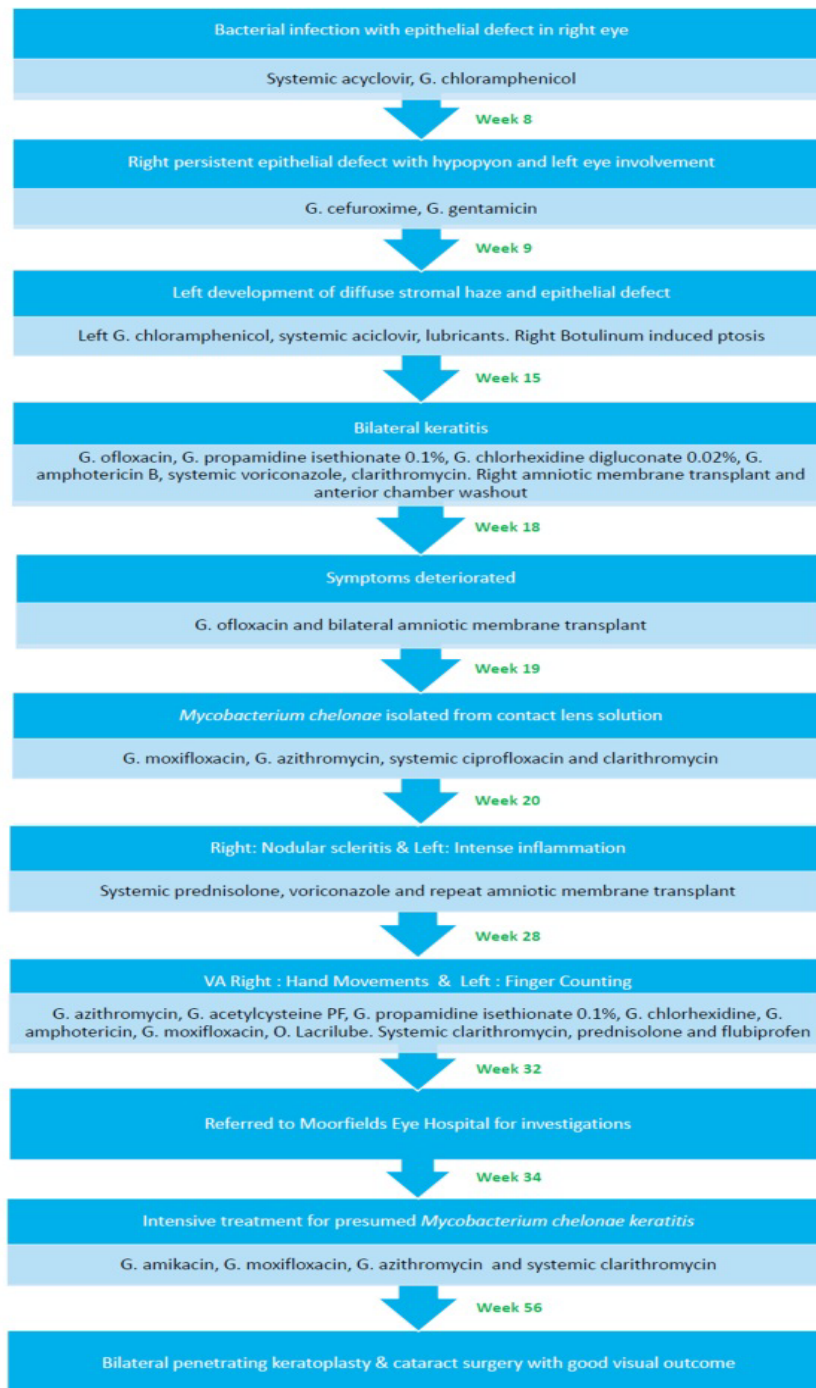 Bacterial infection with epithelial defect in right eye
Systemic acyclovir, G. chloramphenicol
Week 8
Right persistent epithelial defect with hypopyon and left eye involvement
G. cefuroxime, G. gentamicin
Week 9
Left development of diffuse stromal haze and epithelial defect
Left G. chloramphenicol, systemic aciclovir, lubricants. Right Botulinum induced ptosis
Week 15
Bilateral keratitis
G. ofloxacin, G. propamidine isethionate 0.1%, G. chlorhexidine digluconate 0.02%, G.
amphotericin B, systemic voriconazole, clarithromycin. Right amniotic membrane transplant and
anterior chamber washout
Week 18
Symptoms deteriorated
G. ofloxacin and bilateral amniotic membrane transplant
Week 19
Mycobacterium chelonae isolated from contact lens solution
G. moxifloxacin, G. azithromycin, systemic ciprofloxacin and clarithromycin
Week 20
Right: Nodular scleritis & Left: Intense inflammation
Systemic prednisolone, voriconazole and repeat amniotic membrane transplant
Week 28
VA Right : Hand Movements & Left : Finger Counting
G. azithromycin, G. acetylcysteine PF, G. propamidine isethionate 0.1%, G. chlorhexidine, G.
amphotericin, G. moxifloxacin, O. Lacrilube. Systemic clarithromycin, prednisolone and flubiprofen
Week 32
Referred to Moorfields Eye Hospital for investigations
Week 34
Intensive treatment for presumed Mycobacterium chelonae keratitis
G. amikacin, G. moxifloxacin, G. azithromycin and systemic clarithromycin
Week 56
Bilateral penetrating keratoplasty & cataract surgery with good visual outcome